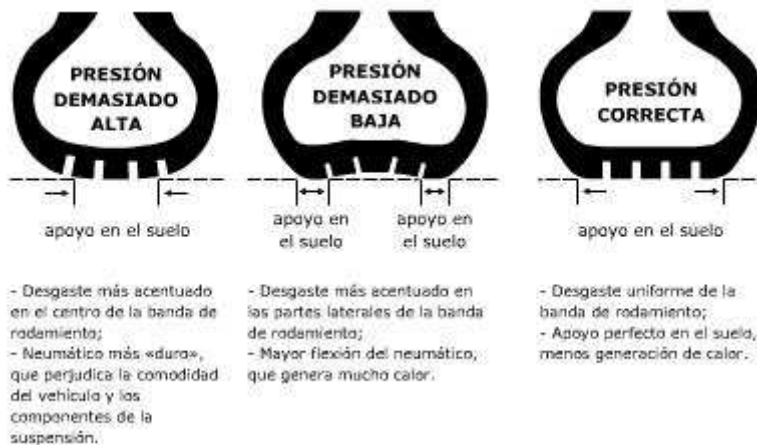 PRESIÓN
DEMASIADO
ALTA
apoyo en el suelo
- Desgaste más acentuado
en el centro de la banda de
rodamiento;
- Neumático más «duro»,
que perjudica la comodidad
del vehículo y los
componentes de la
suspensión.
PRESIÓN
DEMASIADO
BAJA
apoyo en
el suelo
apoyo en
el suelo
- Desgaste más acentuado en
las partes laterales de la banda
de rodamiento;
- Mayor flexión del neumático,
que genera mucho calor.
PRESIÓN
CORRECTA
apoyo en el suelo
- Desgaste uniforme de la
banda de rodamiento;
- Apoyo perfecto en el suelo,
menos generación de calor.